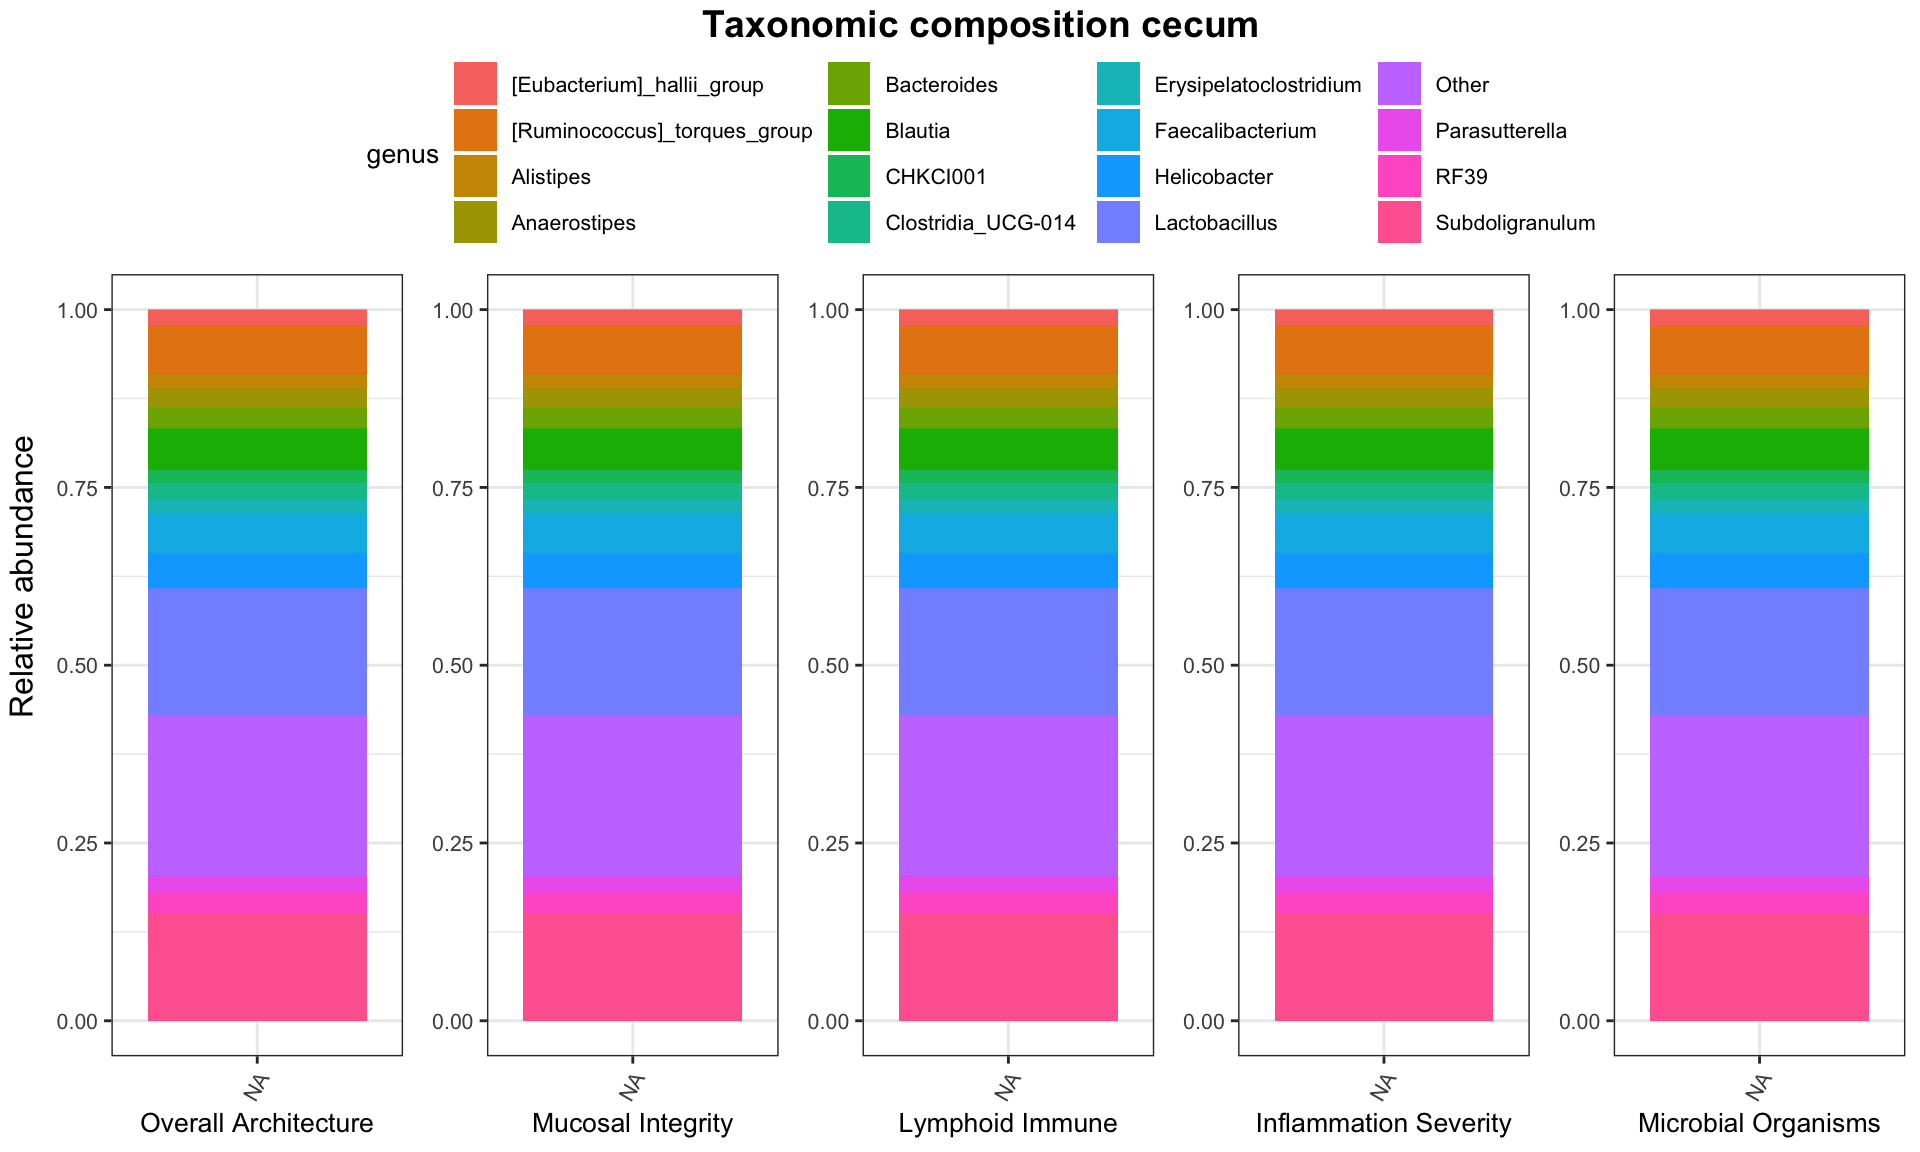 Taxonomic composition cecum
genus
[Eubacterium]_hallii_group
[Ruminococcus]_torques_group
Alistipes
Anaerostipes
Bacteroides
Blautia
CHKCI001
Clostridia_UCG-014
Erysipelatoclostridium
Faecalibacterium
Helicobacter
Lactobacillus
Other
Parasutterella
RF39
Subdoligranulum
Relative abundance
1.00
0.75
0.50
0.25
0.00
NA
Overall Architecture
1.00
0.75
0.50
0.25
0.00
NA
Mucosal Integrity
1.00
0.75
0.50
0.25
0.00
NA
Lymphoid Immune
1.00
0.75
0.50
0.25
0.00
NA
Inflammation Severity
1.00
0.75
0.50
0.25
0.00
NA
Microbial Organisms